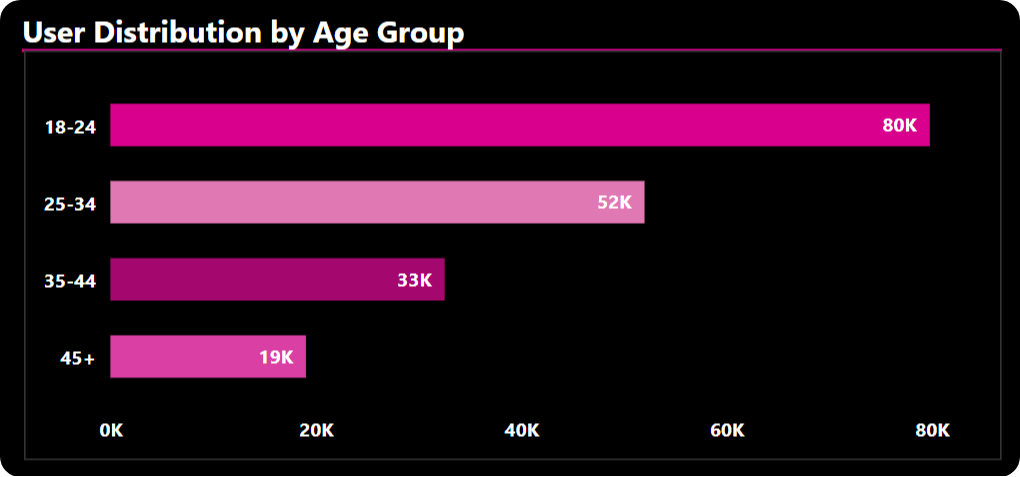 User Distribution by Age Group
18-24 80K
25-34 52K
35-44 33K
45+ 19K
0K 20K 40K 60K 80K